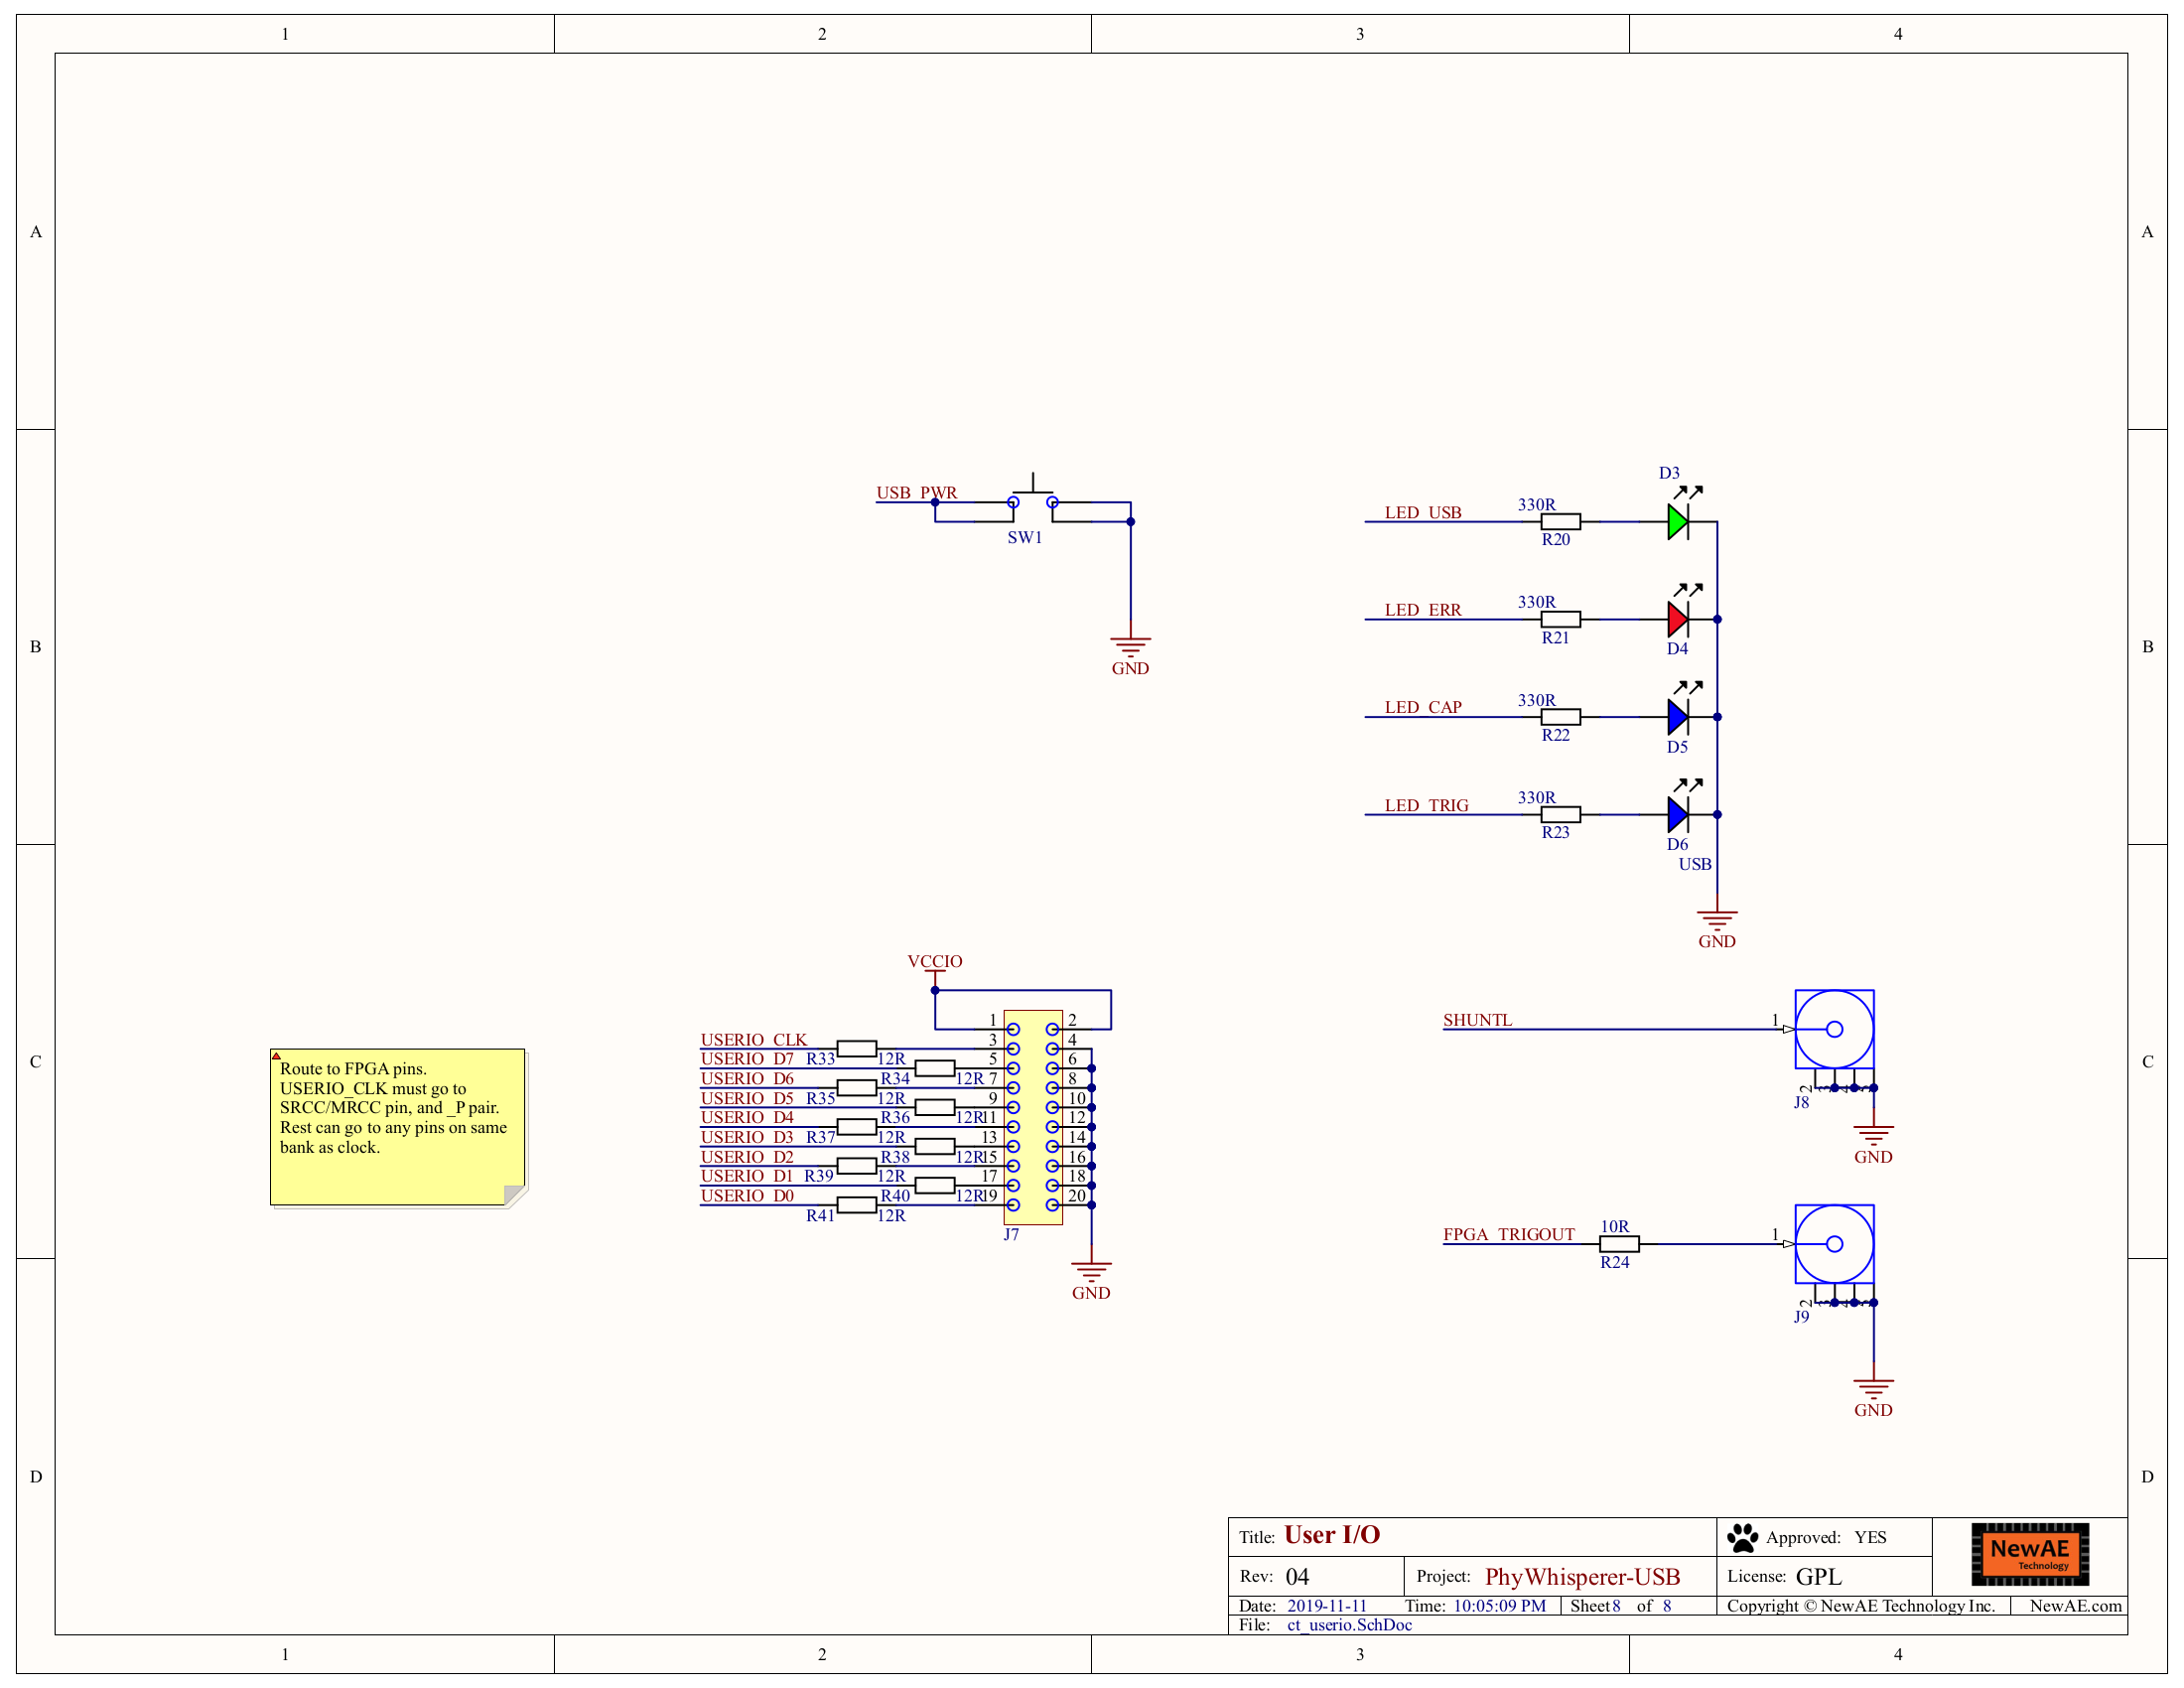 1 2 3 4
A A
B B
C C
D D
USB_PWR
SW1
GND
D3
LED_USB 330R
R20
LED_ERR 330R
R21
D4
LED_CAP 330R
R22
D5
LED_TRIG 330R
R23
D6
USB
GND
VCCIO
1 2
USERIO_CLK 3 4
USERIO_D7 R33 12R 5 6
USERIO_D6 R34 12R 7 8
USERIO_D5 R35 12R 9 10
USERIO_D4 R36 12R 11 12
USERIO_D3 R37 12R 13 14
USERIO_D2 R38 12R 15 16
USERIO_D1 R39 12R 17 18
USERIO_D0 R40 12R 19 20
R41 12R
J7
GND
Route to FPGA pins.
USERIO_CLK must go to
SRCC/MRCC pin, and _P pair.
Rest can go to any pins on same
bank as clock.
SHUNTL 1
2
J8
GND
FPGA_TRIGOUT 10R 1
R24
2
J9
GND
Title: User I/O
Approved: YES
NewAE
Technology
Rev: 04 Project: PhyWhisperer-USB License: GPL
Date: 2019-11-11 Time: 10:05:09 PM Sheet 8 of 8 Copyright © NewAE Technology Inc. NewAE.com
File: ct_userio.SchDoc
1 2 3 4